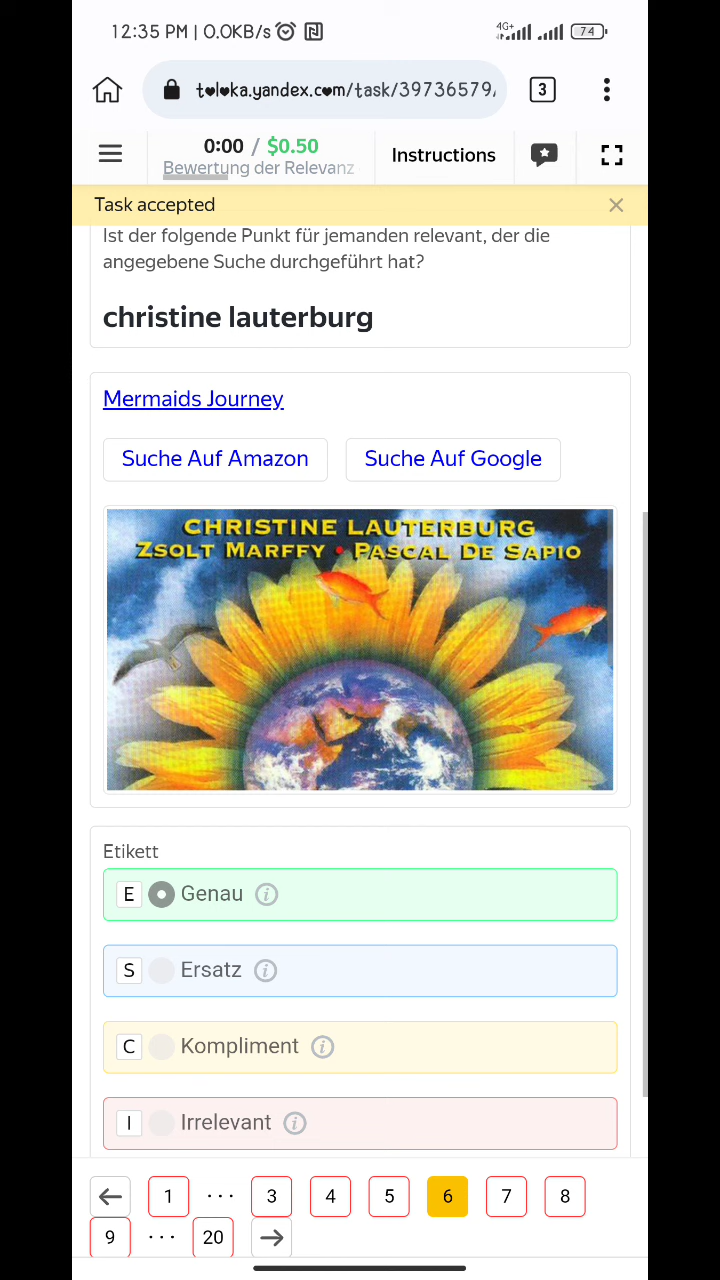 12:35 PM | 0.0KB/s
4G+
74
t♥l♥ka.yandex.c♥m/task/39736579,
3
0:00 / $0.50
Bewertung der Relevanz
Instructions
Task accepted
Ist der folgende Punkt für jemanden relevant, der die
angegebene Suche durchgeführt hat?
christine lauterburg
Mermaids Journey
Suche Auf Amazon
Suche Auf Google
CHRISTINE LAUTERBURG
ZSOLT MARFFY • PASCAL DE SAPIO
Etikett
E Genau i
S Ersatz i
C Kompliment i
I Irrelevant i
1 ... 3 4 5 6 7 8
9 ... 20